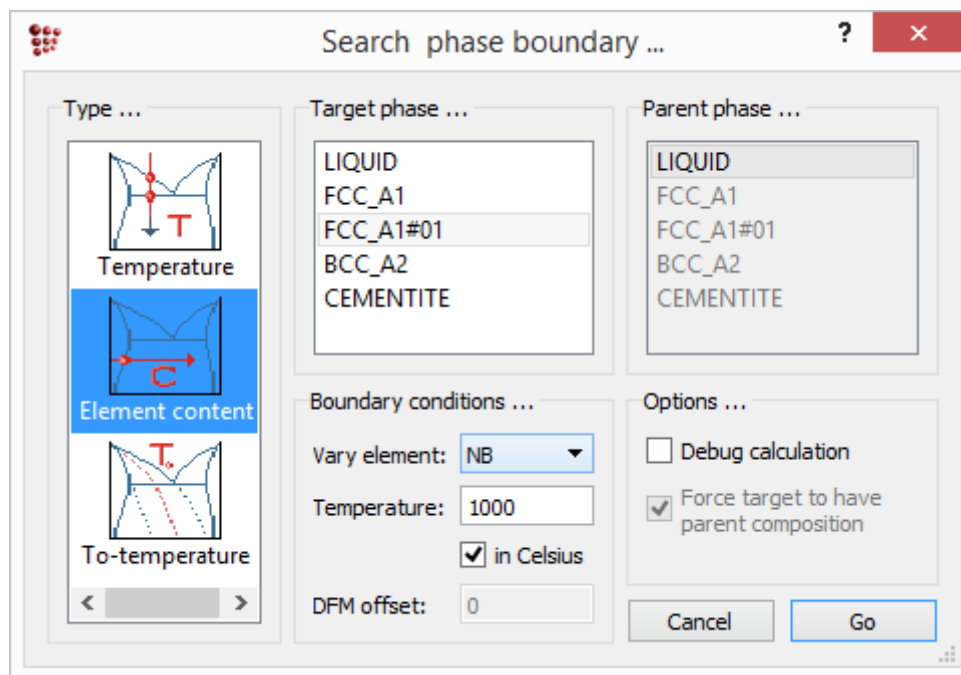 Search phase boundary ...
?
Type ...
T
Temperature
C
Element content
To
To-temperature
Target phase ...
LIQUID
FCC_A1
FCC_A1#01
BCC_A2
CEMENTITE
Parent phase ...
LIQUID
FCC_A1
FCC_A1#01
BCC_A2
CEMENTITE
Boundary conditions ...
Vary element: NB
Temperature: 1000
in Celsius
DFM offset: 0
Options ...
Debug calculation
Force target to have
parent composition
Cancel
Go